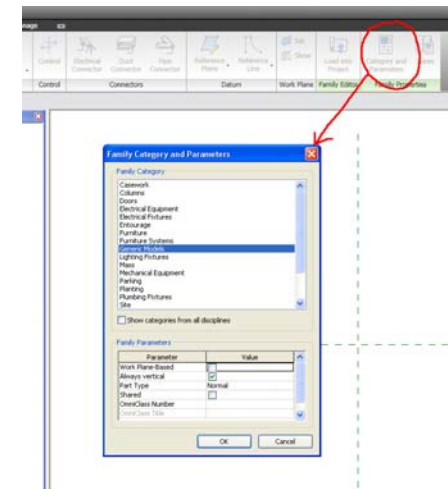 nage
Control Electrical Connector Duct Connector Pipe Connector Reference Plane Reference Line Set Show Load into Project Category and Parameters Types
Control Connectors Datum Work Plane Family Editor Family Properties
Family Category and Parameters
Family Category
Casework
Columns
Doors
Electrical Equipment
Electrical Fixtures
Entourage
Furniture
Furniture Systems
Generic Models
Lighting Fixtures
Mass
Mechanical Equipment
Parking
Planting
Plumbing Fixtures
Site
Show categories from all disciplines
Family Parameters
Parameter Value
Work Plane-Based
Always vertical
Part Type Normal
Shared
OmniClass Number
OmniClass Title
OK Cancel